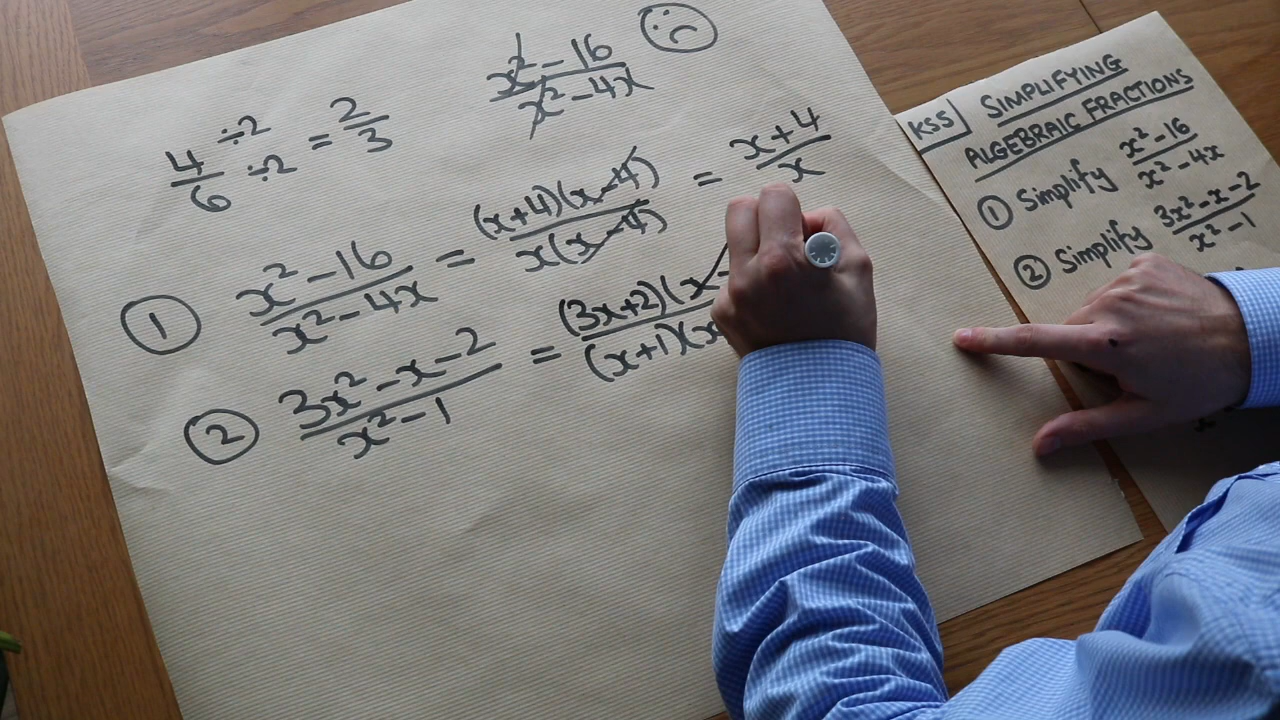 4 ÷2 = 2
6 ÷2 3
x² - 16
x² - 4x
① x² - 16 = (x+4)(x-4) = x+4
x² - 4x x(x-4) x
② 3x² - x - 2 = (3x+2)(x-
x² - 1 (x+1)(x
KS5 SIMPLIFYING
ALGEBRAIC FRACTIONS
① Simplify x² - 16
x² - 4x
② Simplify 3x² - x - 2
x² - 1